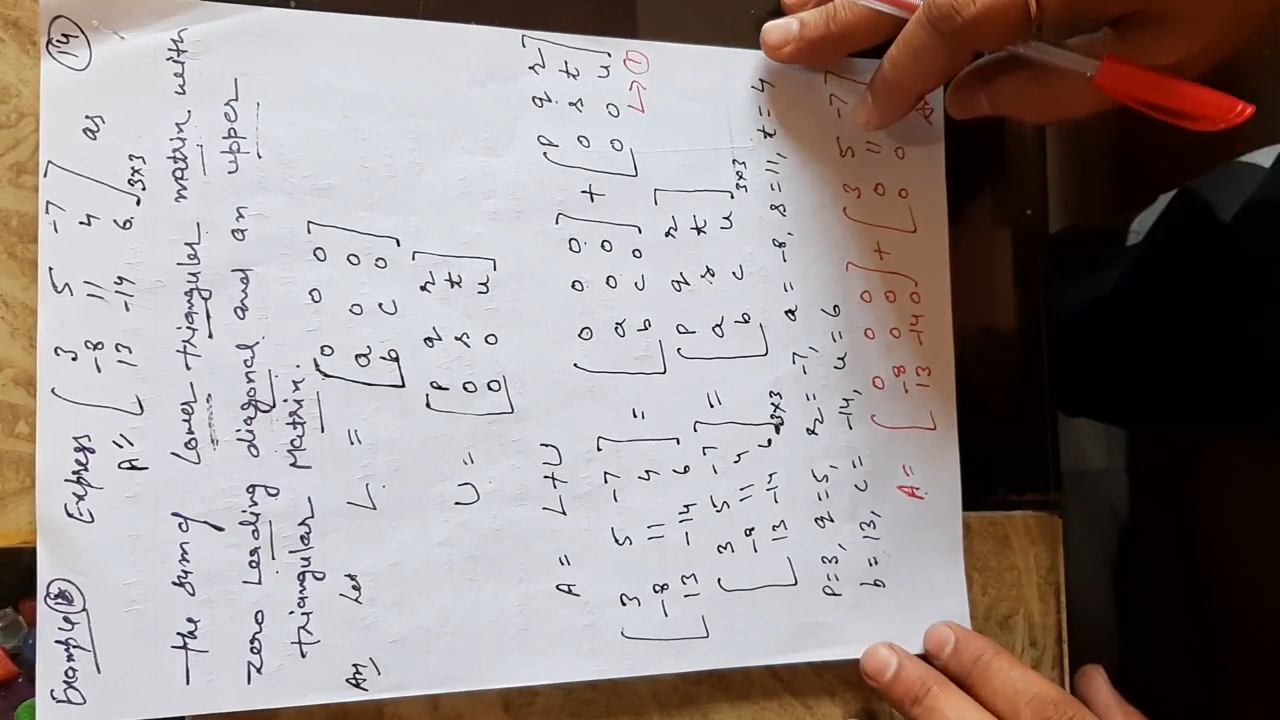 Example 13 Express A = [ 3 5 -7 as (14)
-8 11 4
13 -14 6 ] 3×3
the sum of Lower triangular matrix with
zero leading diagonal and an upper
triangular Matrix.
Ans Let L = [ 0 0 0
a 0 0
b c 0 ]
U = [ p q r
0 s t
0 0 u ]
A = L+U
[ 3 5 -7
-8 11 4
13 -14 6 ] = [ 0 0 0
a 0 0
b c 0 ] + [ p q r
0 s t
0 0 u ]
↳ ①
[ 3 5 -7
-8 11 4
13 -14 6 ] 3×3 = [ p q r
a s t
b c u ] 3×3
p=3, q=5, r=-7, a=-8, s=11, t=4
b=13, c=-14, u=6
A = [ 0 0 0
-8 0 0
13 -14 0 ] + [ 3 5 -7
0 11
0 0 ]